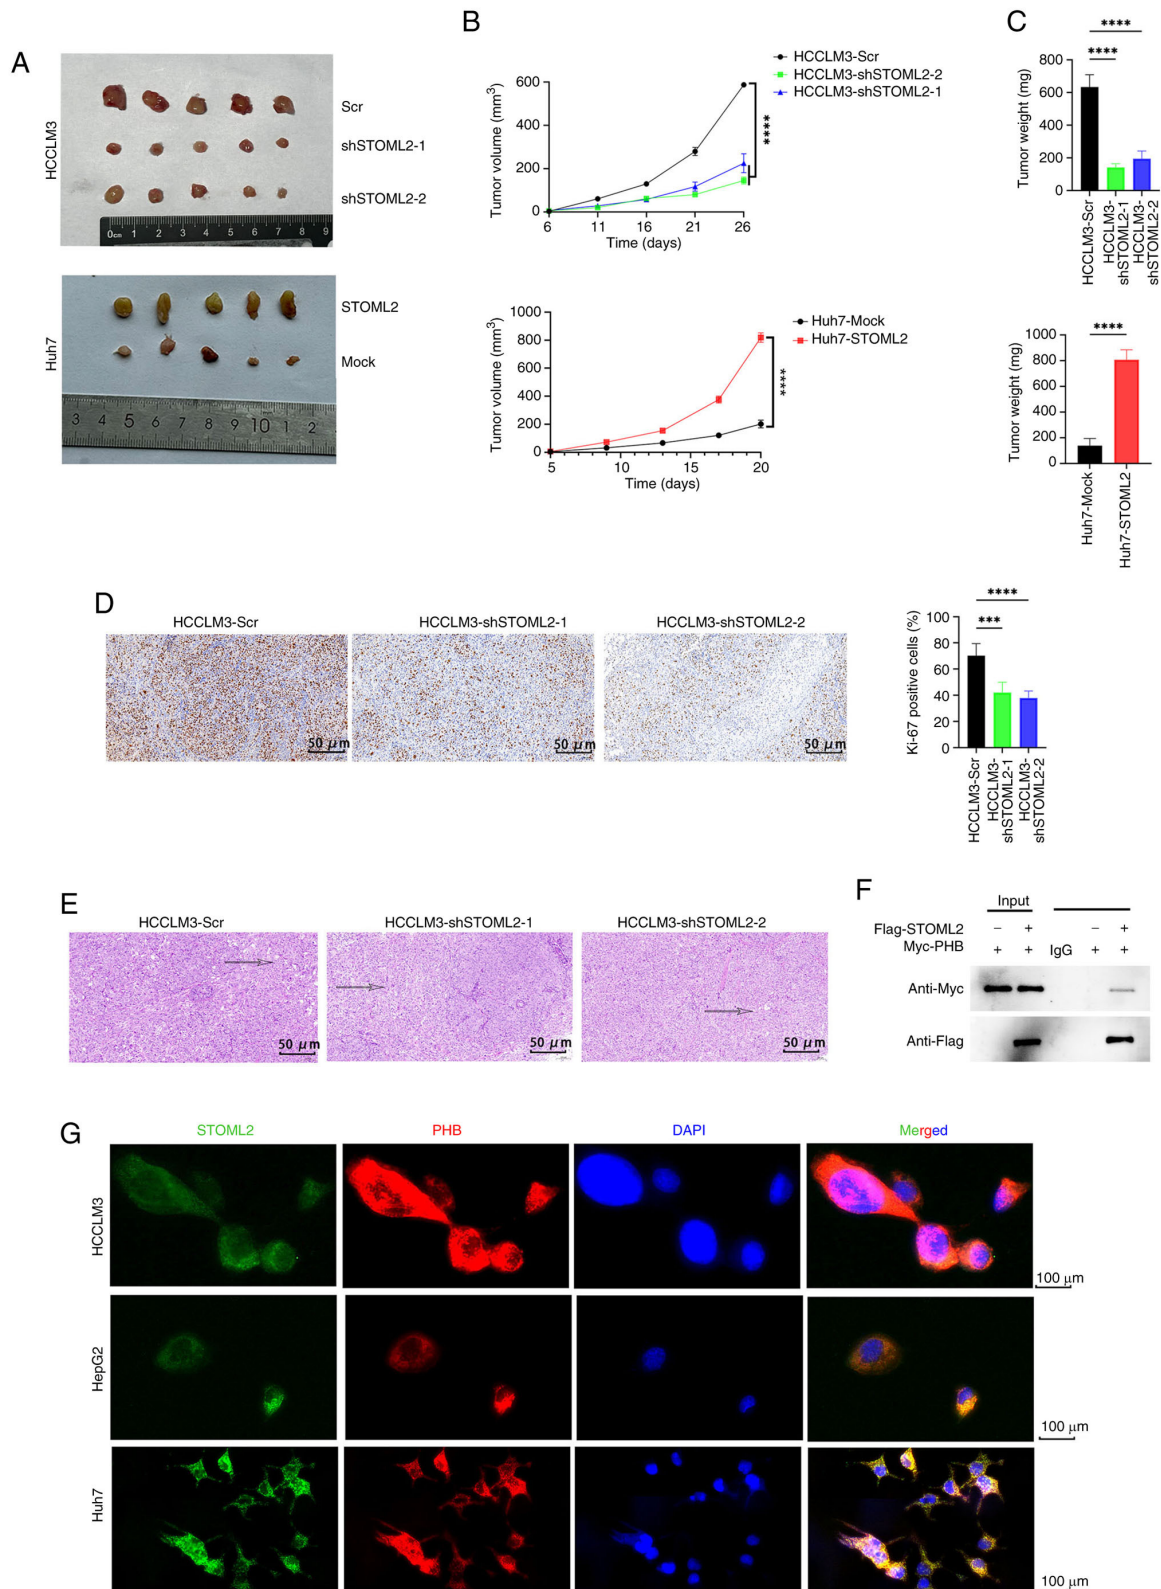 A
HCCLM3
Scr
shSTOML2-1
shSTOML2-2
0cm 1 2 3 4 5 6 7 8 9
Huh7
STOML2
Mock
3 4 5 6 7 8 9 10 1 2
B
HCCLM3-Scr
HCCLM3-shSTOML2-2
HCCLM3-shSTOML2-1
Tumor volume (mm3)
600
400
200
0
6 11 16 21 26
Time (days)
****
Huh7-Mock
Huh7-STOML2
Tumor volume (mm3)
1000
800
600
400
200
0
5 10 15 20
Time (days)
****
C
****
****
Tumor weight (mg)
800
600
400
200
0
HCCLM3-Scr
HCCLM3-
shSTOML2-1
HCCLM3-
shSTOML2-2
****
Tumor weight (mg)
1000
800
600
400
200
0
Huh7-Mock
Huh7-STOML2
D
HCCLM3-Scr
HCCLM3-shSTOML2-1
HCCLM3-shSTOML2-2
50 μm
50 μm
50 μm
****
***
Ki-67 positive cells (%)
100
80
60
40
20
0
HCCLM3-Scr
HCCLM3-
shSTOML2-1
HCCLM3-
shSTOML2-2
E
HCCLM3-Scr
HCCLM3-shSTOML2-1
HCCLM3-shSTOML2-2
50 μm
50 μm
50 μm
F
Input
Flag-STOML2 − + − +
Myc-PHB + + IgG + +
Anti-Myc
Anti-Flag
G
STOML2
PHB
DAPI
Merged
HCCLM3
100 μm
HepG2
100 μm
Huh7
100 μm